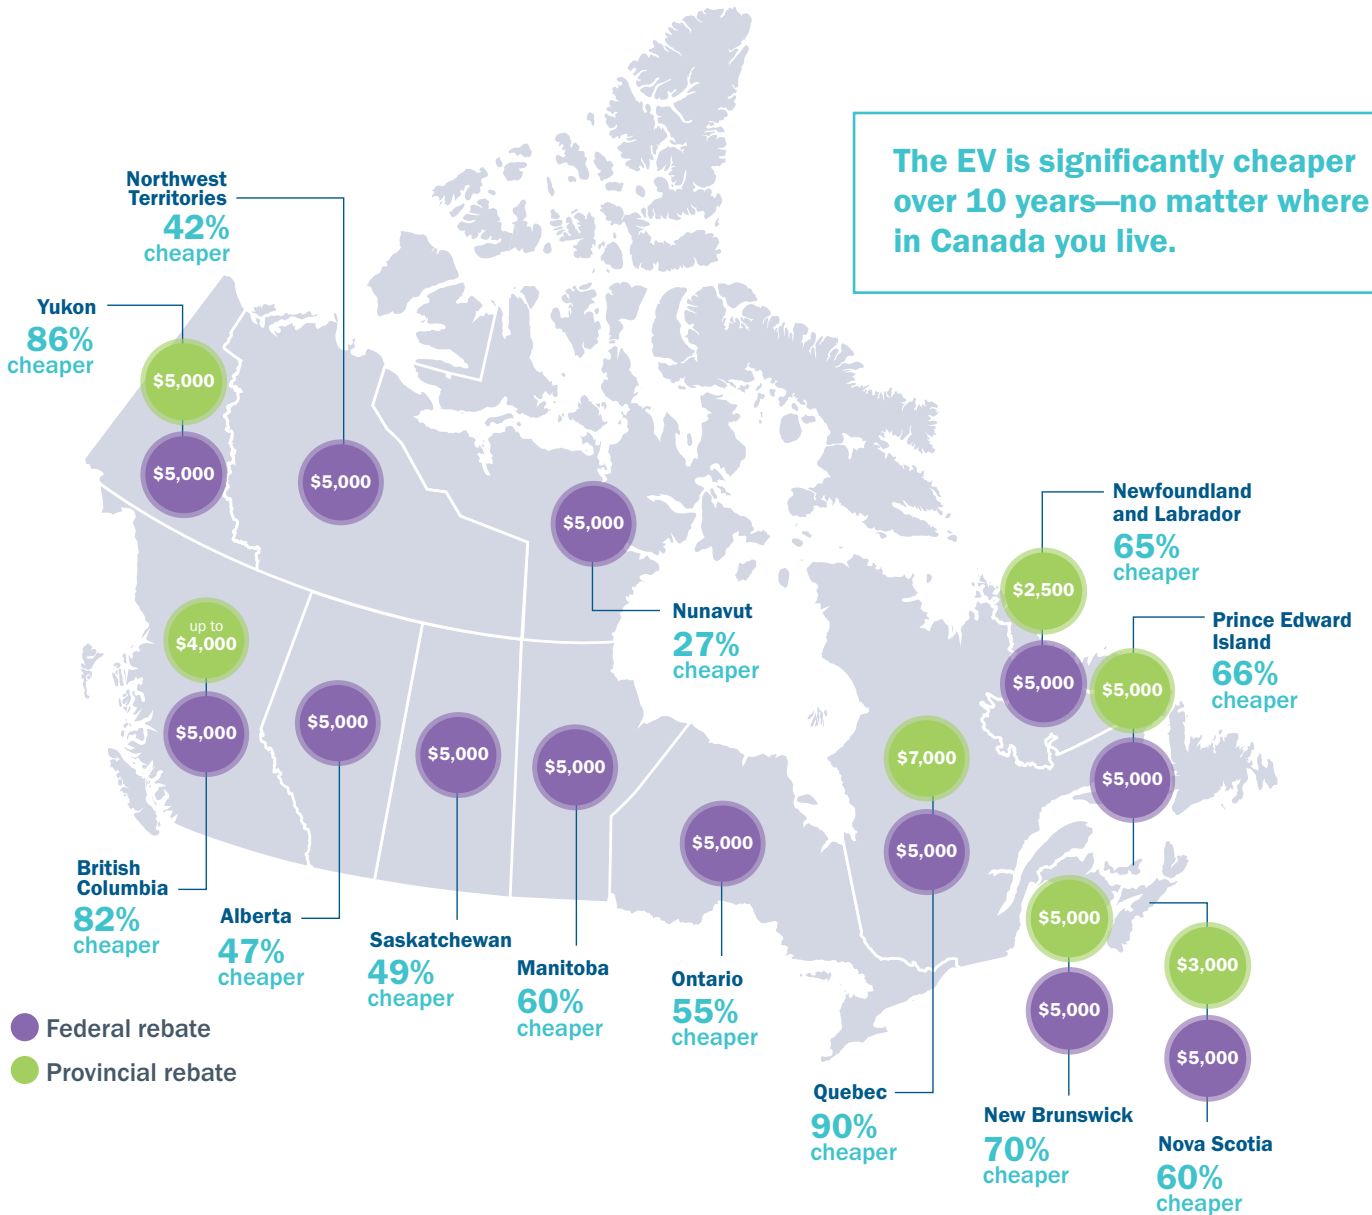 The EV is significantly cheaper
over 10 years—no matter where
in Canada you live.
Northwest
Territories
42%
cheaper
$5,000
Yukon
86%
cheaper
$5,000
$5,000
$5,000
Nunavut
27%
cheaper
Newfoundland
and Labrador
65%
cheaper
$2,500
$5,000
Prince Edward
Island
66%
cheaper
$5,000
$5,000
up to
$4,000
$5,000
British
Columbia
82%
cheaper
$5,000
Alberta
47%
cheaper
$5,000
Saskatchewan
49%
cheaper
$5,000
Manitoba
60%
cheaper
$5,000
Ontario
55%
cheaper
$7,000
$5,000
Quebec
90%
cheaper
$5,000
$5,000
New Brunswick
70%
cheaper
$3,000
$5,000
Nova Scotia
60%
cheaper
Federal rebate
Provincial rebate